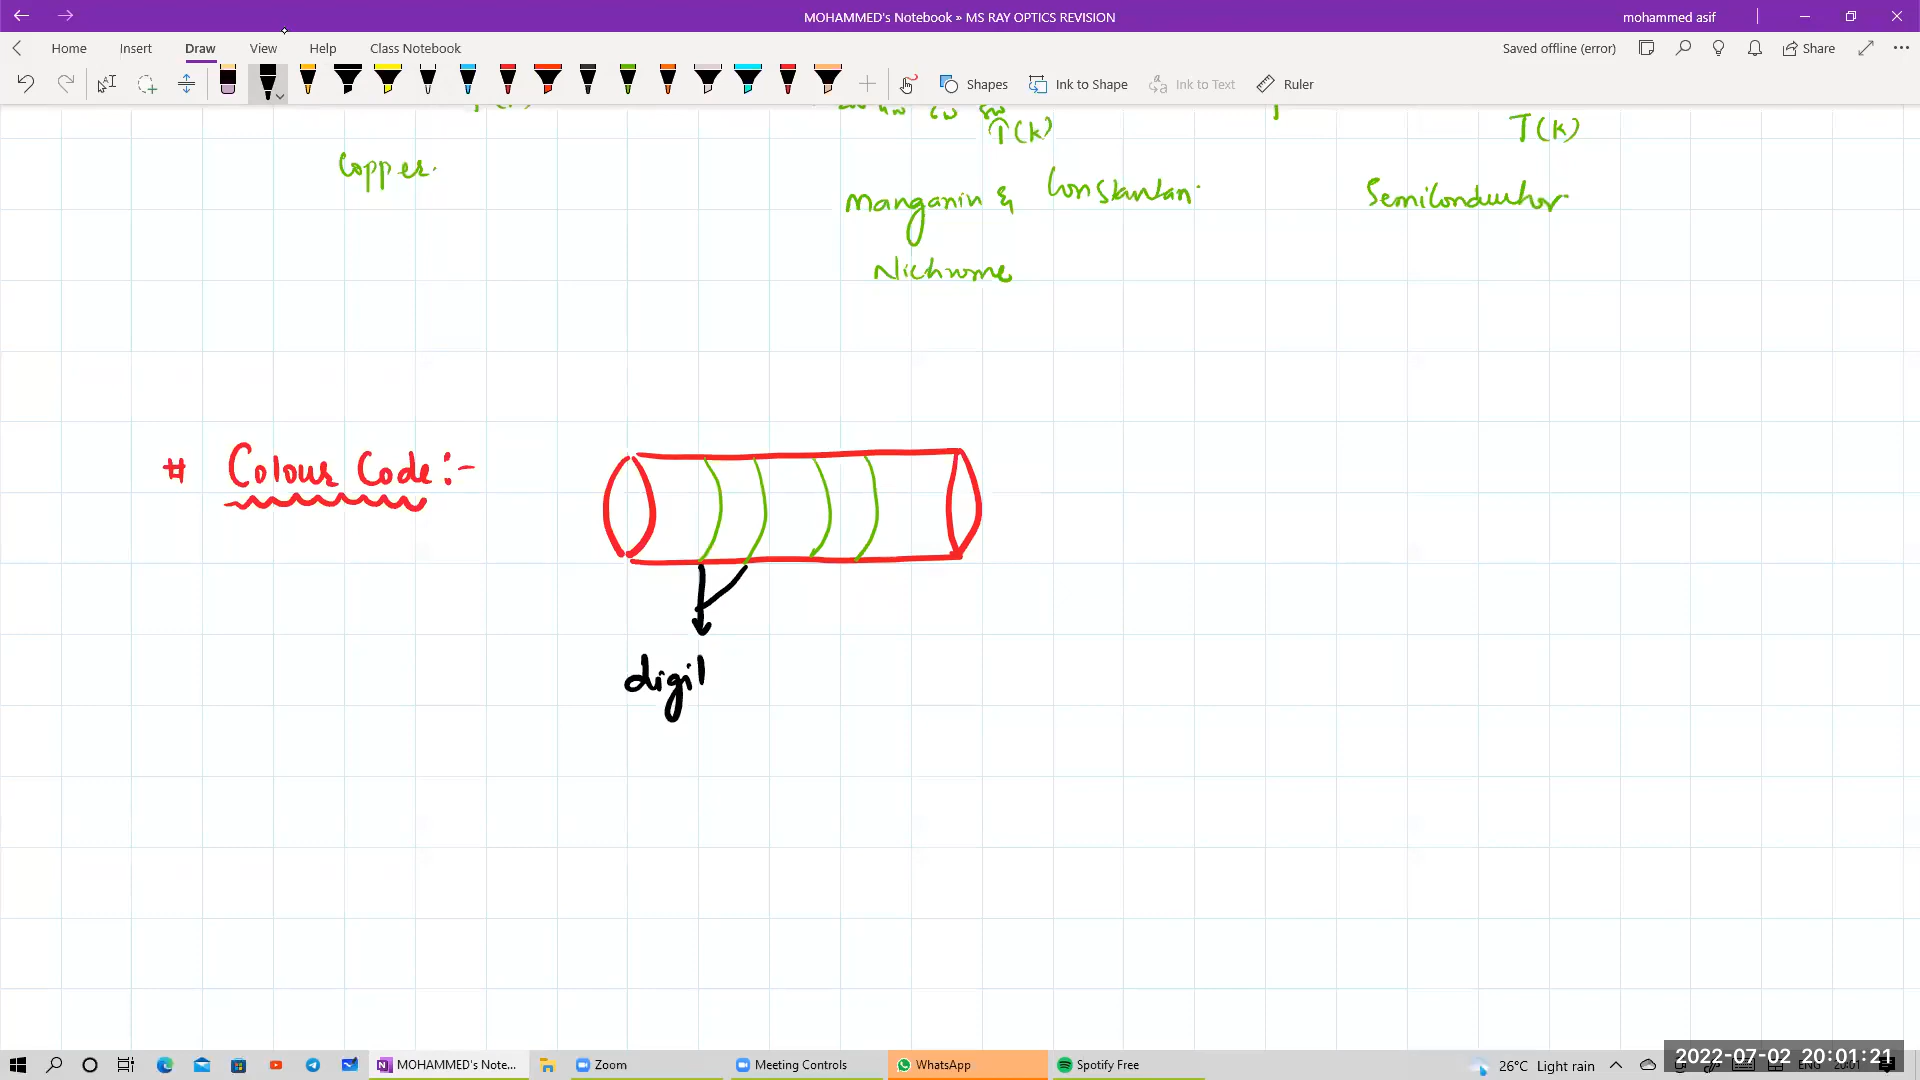 MOHAMMED's Notebook » MS RAY OPTICS REVISION
mohammed asif
Home Insert Draw View Help Class Notebook
Saved offline (error)
Share
Shapes
Ink to Shape
Ink to Text
Ruler
T(K)
T(K)
Copper.
Manganin & Constantan.
Semiconductor
Nichrome
# Colour Code:-
digit
MOHAMMED's Note...
Zoom
Meeting Controls
WhatsApp
Spotify Free
26°C Light rain
2022-07-02 20:01:21